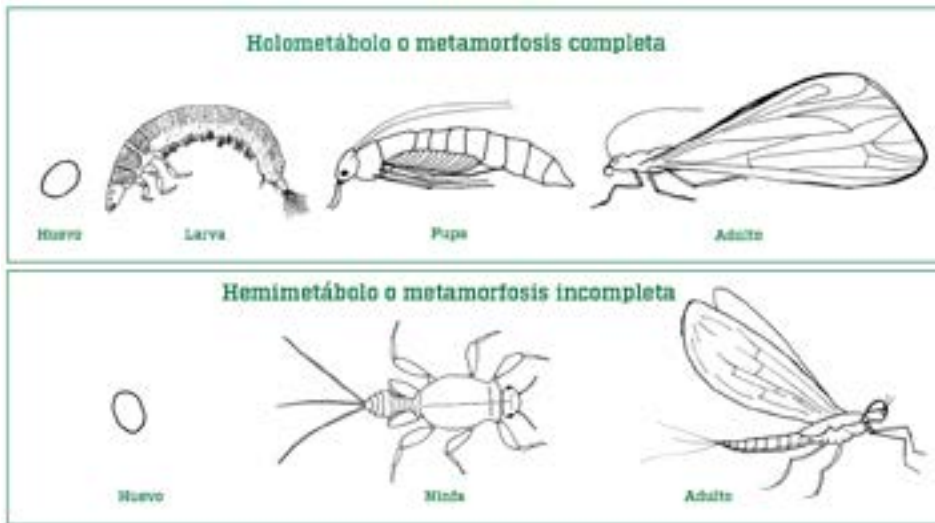 Holometábolo o metamorfosis completa
Huevo Larva Pupa Adulto
Hemimetábolo o metamorfosis incompleta
Huevo Ninfa Adulto